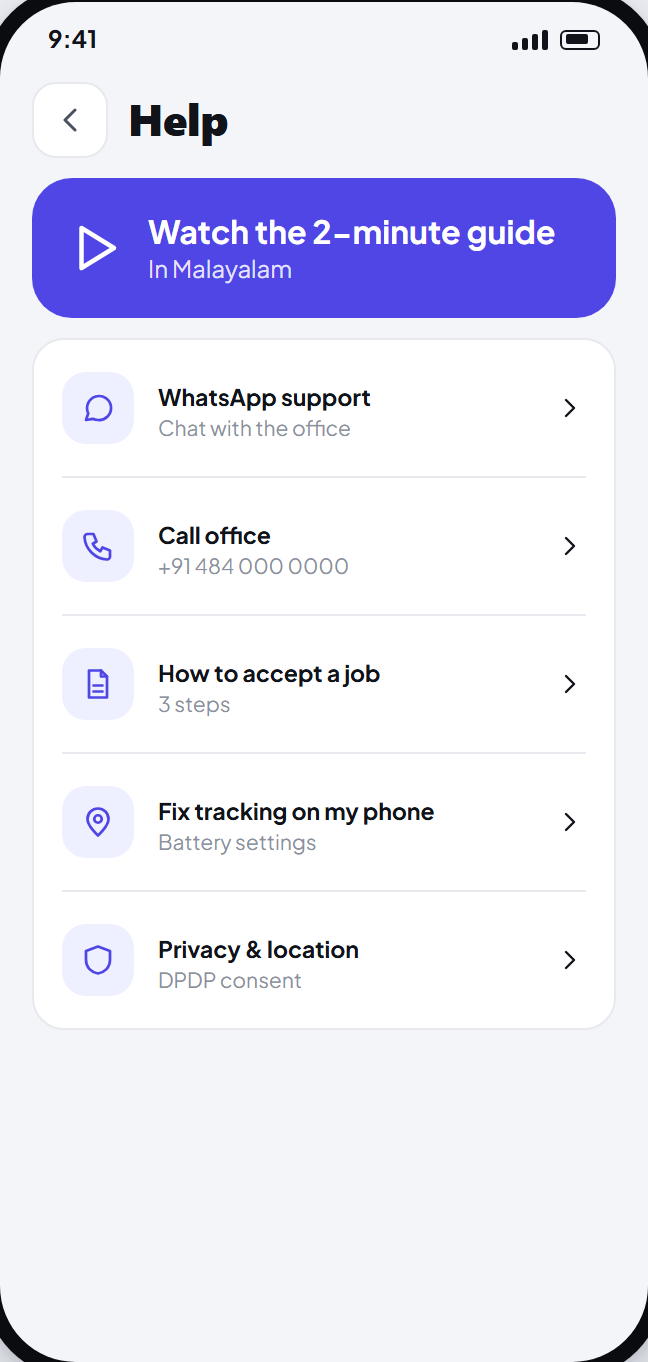 9:41
Help
Watch the 2-minute guide
In Malayalam
WhatsApp support
Chat with the office
Call office
+91 484 000 0000
How to accept a job
3 steps
Fix tracking on my phone
Battery settings
Privacy & location
DPDP consent